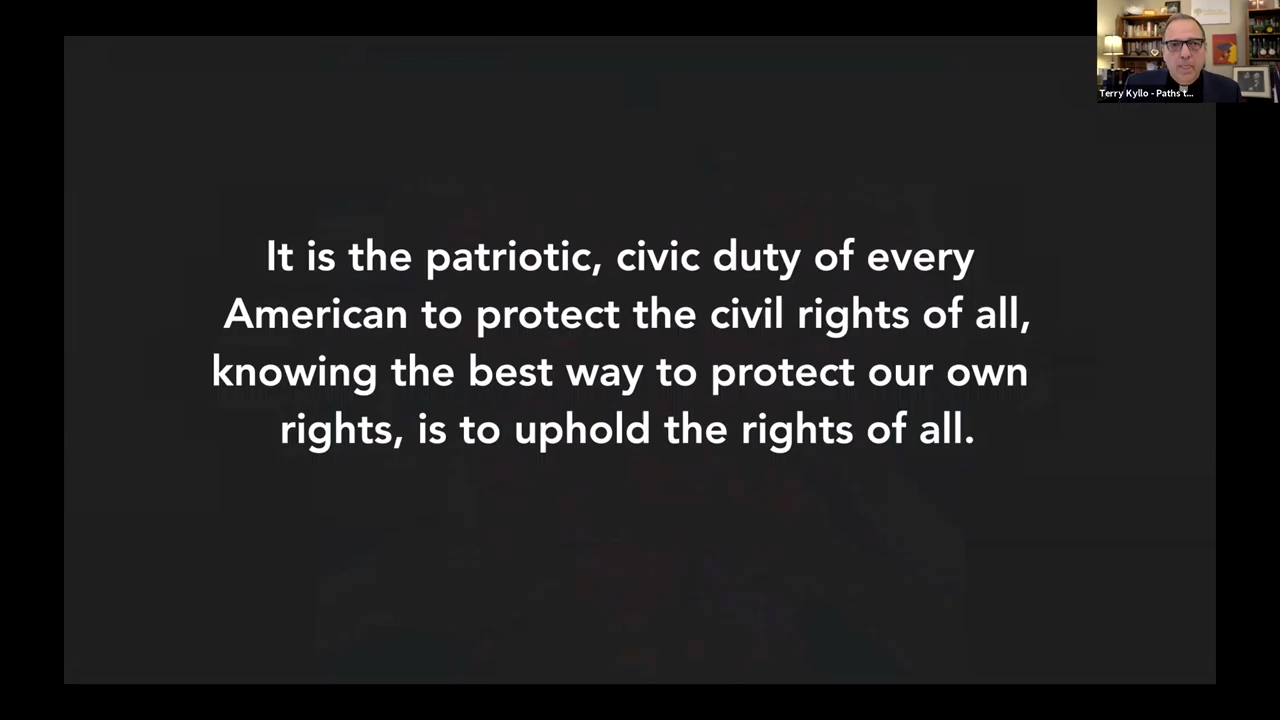 Terry Kyllo - Paths t...
It is the patriotic, civic duty of every
American to protect the civil rights of all,
knowing the best way to protect our own
rights, is to uphold the rights of all.